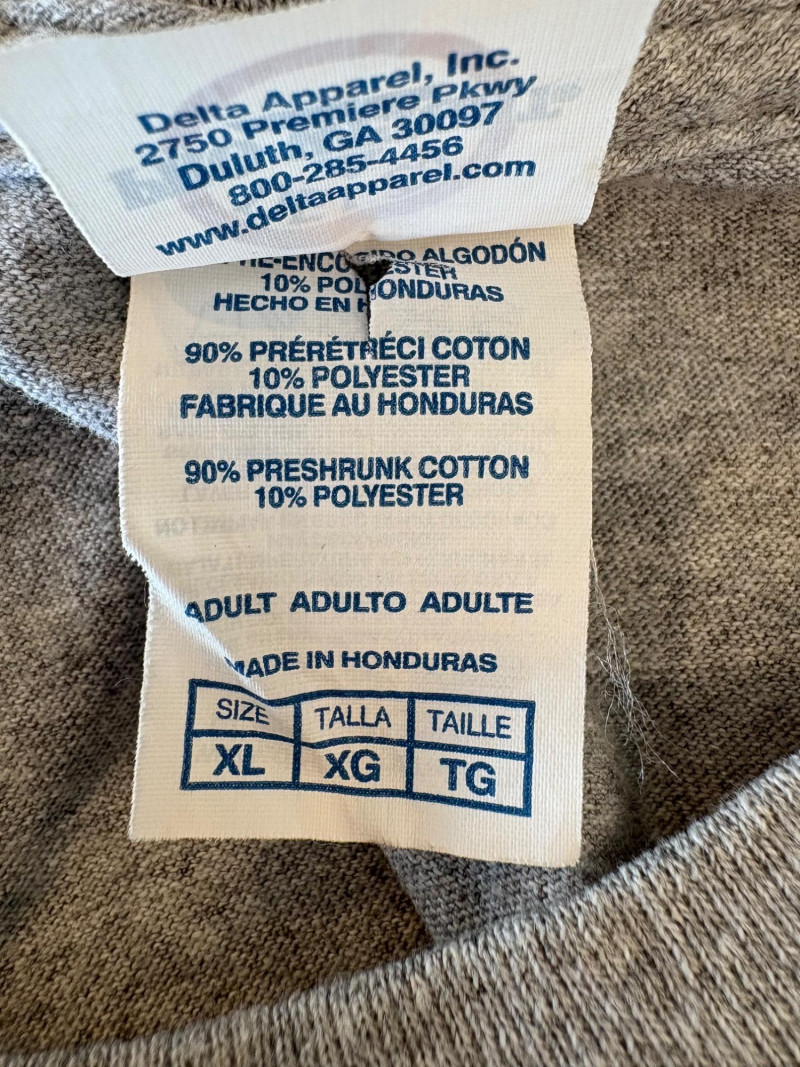 Delta Apparel, Inc.
2750 Premiere Pkwy
Duluth, GA 30097
800-285-4456
www.deltaapparel.com
ALGODÓN
10%
HECHO EN HONDURAS
90% PRÉRÉTRÉCI COTON
10% POLYESTER
FABRIQUE AU HONDURAS
90% PRESHRUNK COTTON
10% POLYESTER
ADULT ADULTO ADULTE
MADE IN HONDURAS
SIZE TALLA TAILLE
XL XG TG